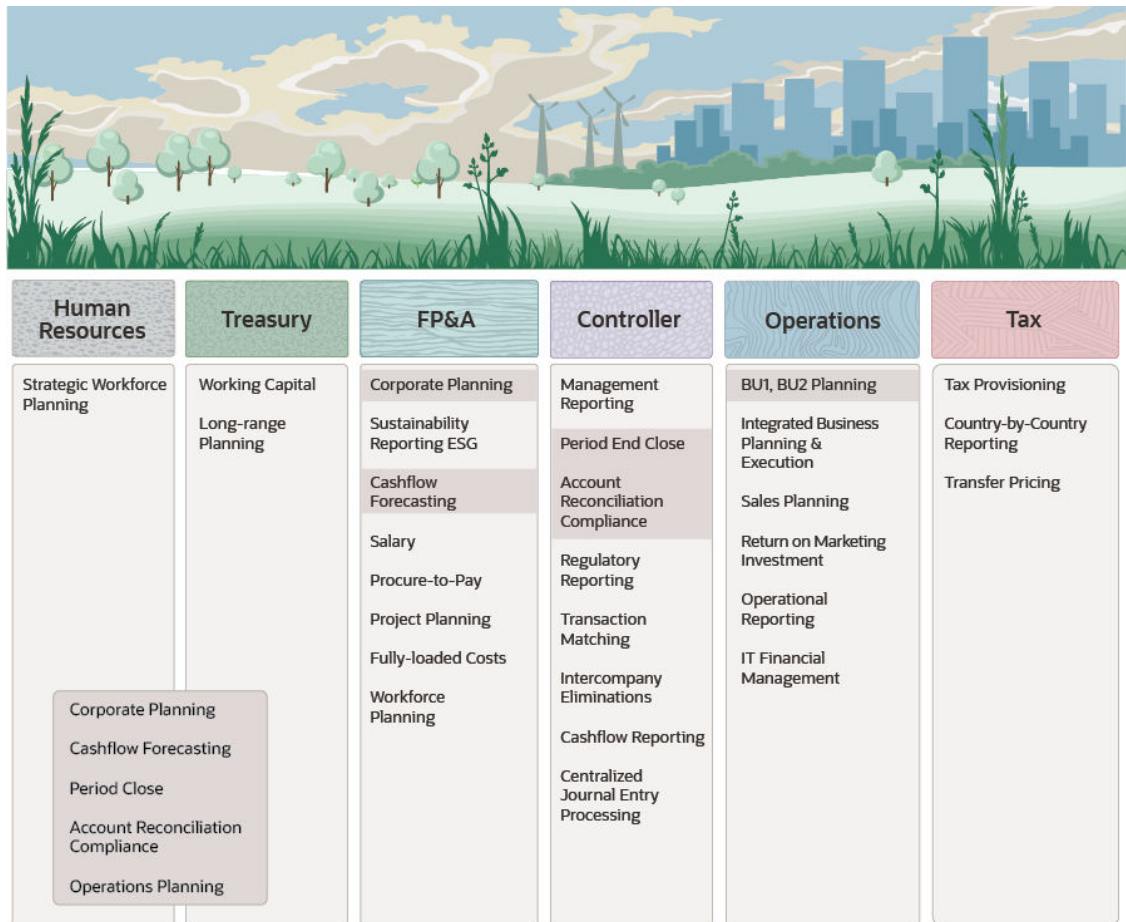 Human
Resources
Treasury
FP&A
Controller
Operations
Tax
Strategic Workforce
Planning
Working Capital
Long-range
Planning
Corporate Planning
Sustainability
Reporting ESG
Cashflow
Forecasting
Salary
Procure-to-Pay
Project Planning
Fully-loaded Costs
Workforce
Planning
Management
Reporting
Period End Close
Account
Reconciliation
Compliance
Regulatory
Reporting
Transaction
Matching
Intercompany
Eliminations
Cashflow Reporting
Centralized
Journal Entry
Processing
BU1, BU2 Planning
Integrated Business
Planning &
Execution
Sales Planning
Return on Marketing
Investment
Operational
Reporting
IT Financial
Management
Tax Provisioning
Country-by-Country
Reporting
Transfer Pricing
Corporate Planning
Cashflow Forecasting
Period Close
Account Reconciliation
Compliance
Operations Planning